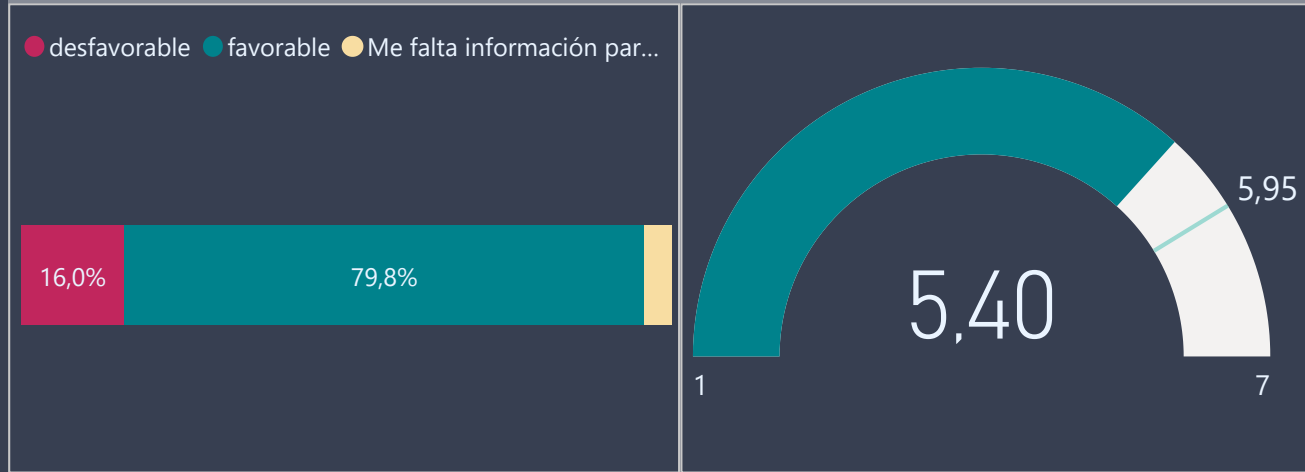 desfavorable favorable Me falta información par...
16,0% 79,8%
5,95
5,40
1 7